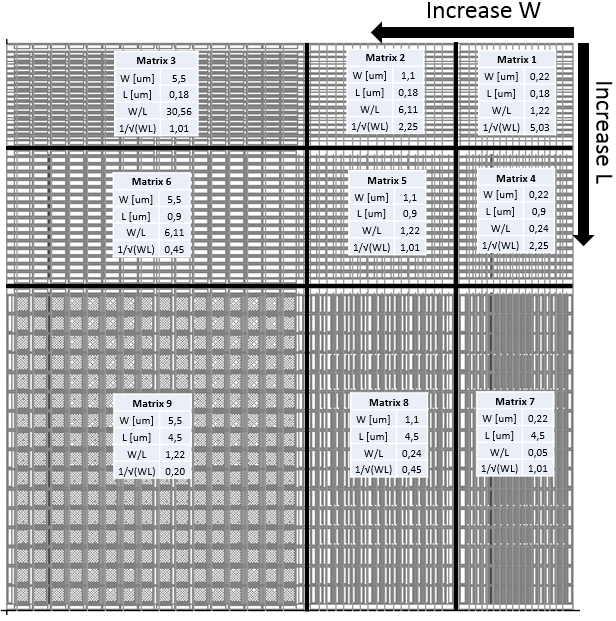 Increase W
Increase L
Matrix 3
W [um] 5,5
L [um] 0,18
W/L 30,56
1/√(WL) 1,01
Matrix 2
W [um] 1,1
L [um] 0,18
W/L 6,11
1/√(WL) 2,25
Matrix 1
W [um] 0,22
L [um] 0,18
W/L 1,22
1/√(WL) 5,03
Matrix 6
W [um] 5,5
L [um] 0,9
W/L 6,11
1/√(WL) 0,45
Matrix 5
W [um] 1,1
L [um] 0,9
W/L 1,22
1/√(WL) 1,01
Matrix 4
W [um] 0,22
L [um] 0,9
W/L 0,24
1/√(WL) 2,25
Matrix 9
W [um] 5,5
L [um] 4,5
W/L 1,22
1/√(WL) 0,20
Matrix 8
W [um] 1,1
L [um] 4,5
W/L 0,24
1/√(WL) 0,45
Matrix 7
W [um] 0,22
L [um] 4,5
W/L 0,05
1/√(WL) 1,01